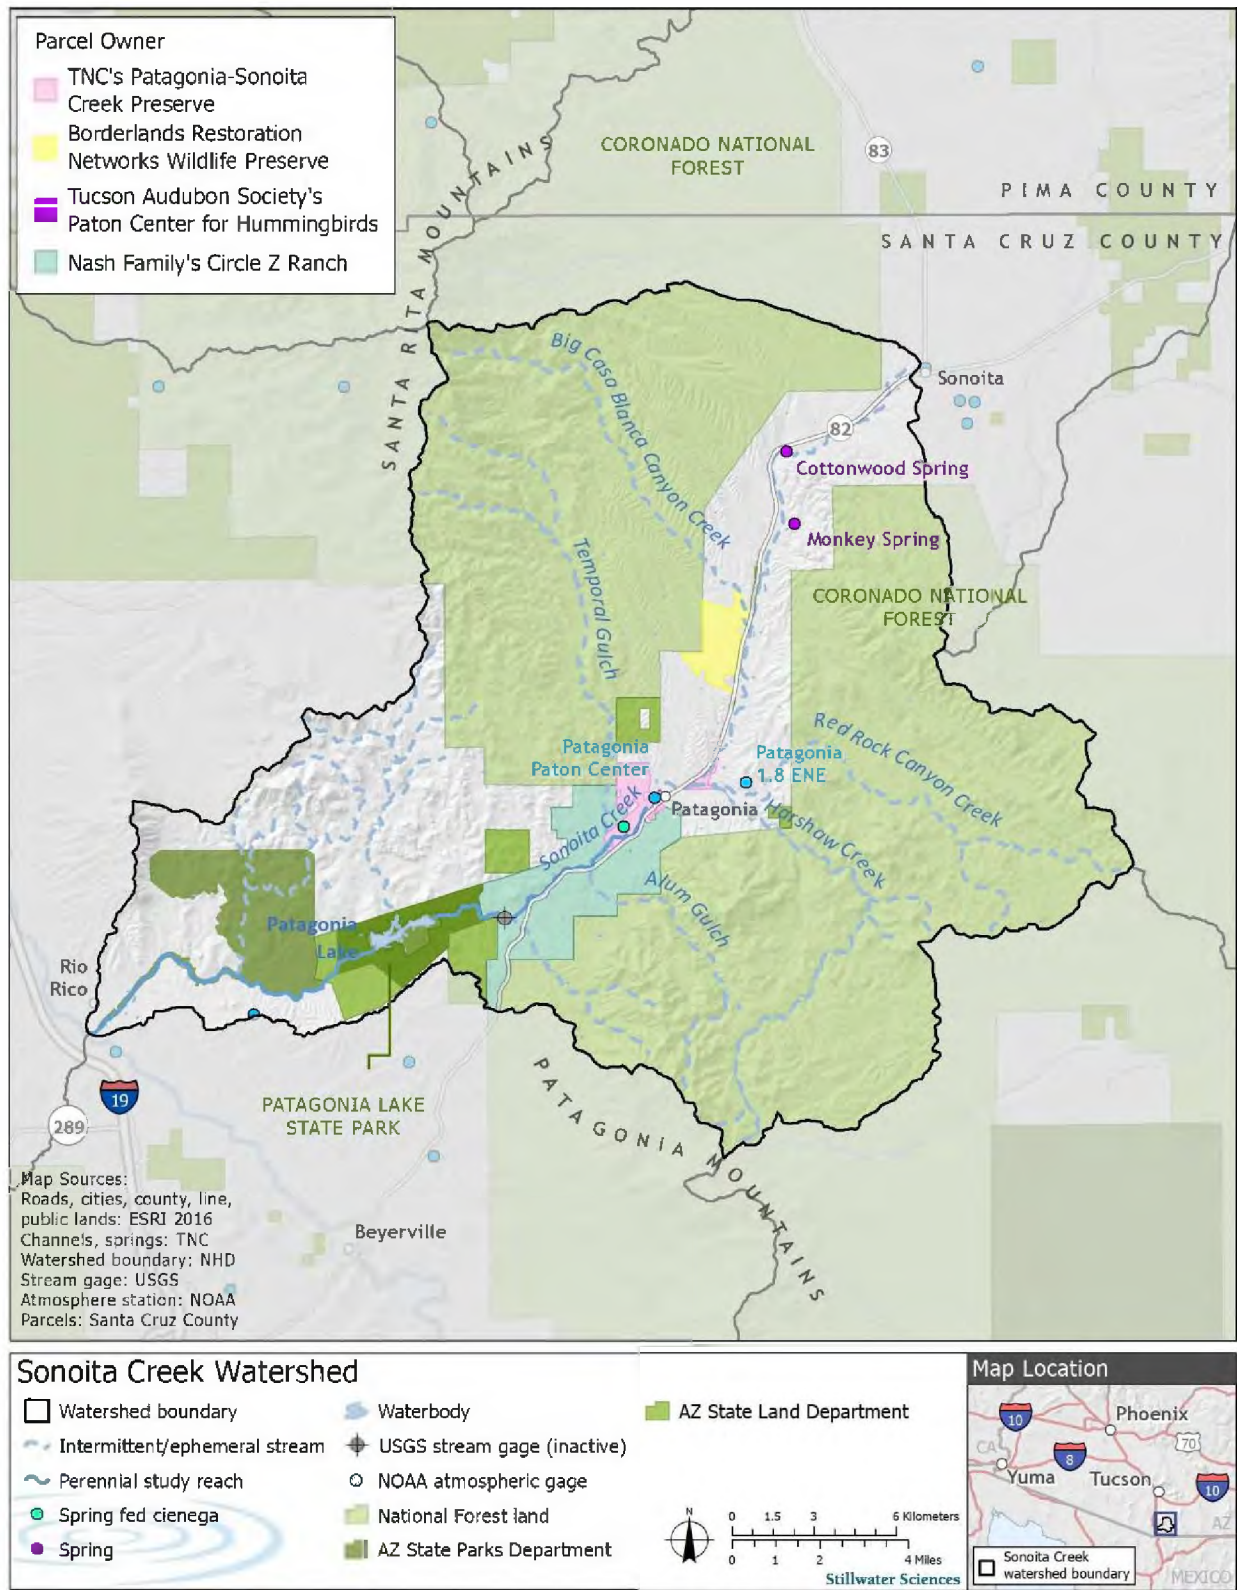 Parcel Owner
TNC's Patagonia-Sonoita
Creek Preserve
Borderlands Restoration
Networks Wildlife Preserve
Tucson Audubon Society's
Paton Center for Hummingbirds
Nash Family's Circle Z Ranch
CORONADO NATIONAL
FOREST
83
PIMA COUNTY
SANTA CRUZ COUNTY
SANTA RITA MOUNTAINS
Big Casa Blanca Canyon Creek
Sonoita
82
Cottonwood Spring
Monkey Spring
Temporal Gulch
CORONADO NATIONAL
FOREST
Red Rock Canyon Creek
Patagonia
Paton Center
Patagonia
1.8 ENE
Patagonia
Harshaw Creek
Sonoita Creek
Alum Gulch
Patagonia
Lake
Rio
Rico
19
289
PATAGONIA LAKE
STATE PARK
PATAGONIA MOUNTAINS
Beyerville
Map Sources:
Roads, cities, county, line,
public lands: ESRI 2016
Channels, springs: TNC
Watershed boundary: NHD
Stream gage: USGS
Atmosphere station: NOAA
Parcels: Santa Cruz County
Sonoita Creek Watershed
Watershed boundary
Intermittent/ephemeral stream
Perennial study reach
Spring fed cienega
Spring
Waterbody
USGS stream gage (inactive)
NOAA atmospheric gage
National Forest land
AZ State Parks Department
AZ State Land Department
N
0 1.5 3 6 Kilometers
0 1 2 4 Miles
Stillwater Sciences
Map Location
10
Phoenix
70
CA
8
Yuma
Tucson
10
AZ
Sonoita Creek
watershed boundary
MEXICO